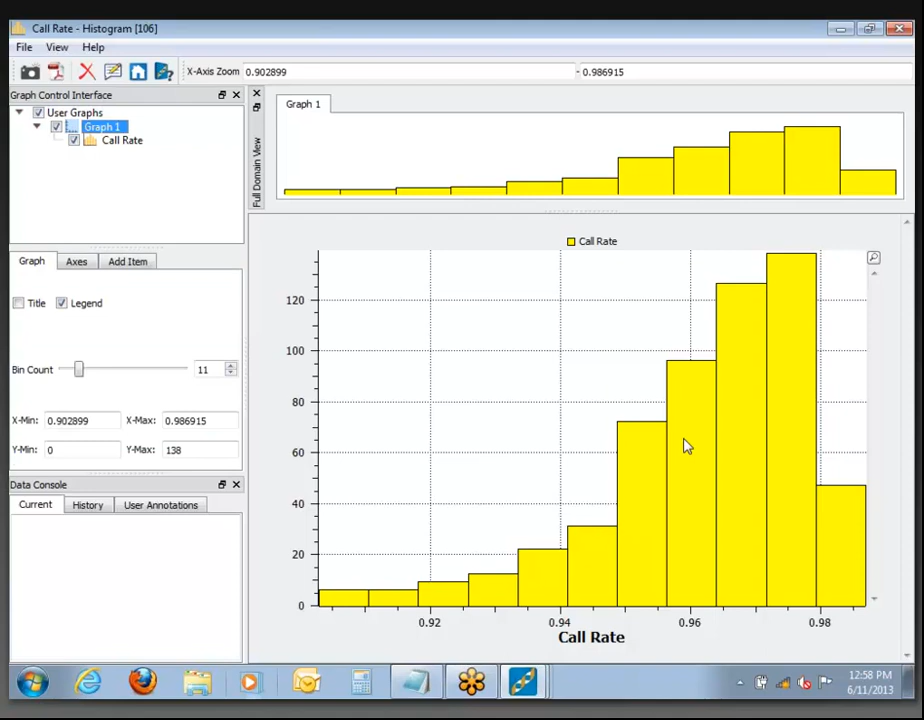 Call Rate - Histogram [106]
File View Help
X-Axis Zoom 0.902899 - 0.986915
Graph Control Interface
User Graphs
Graph 1
Call Rate
Full Domain View
Graph 1
Graph Axes Add Item
Title Legend
Bin Count 11
X-Min: 0.902899 X-Max: 0.986915
Y-Min: 0 Y-Max: 138
Data Console
Current History User Annotations
Call Rate
120
100
80
60
40
20
0
0.92 0.94 0.96 0.98
Call Rate
12:58 PM
6/11/2013